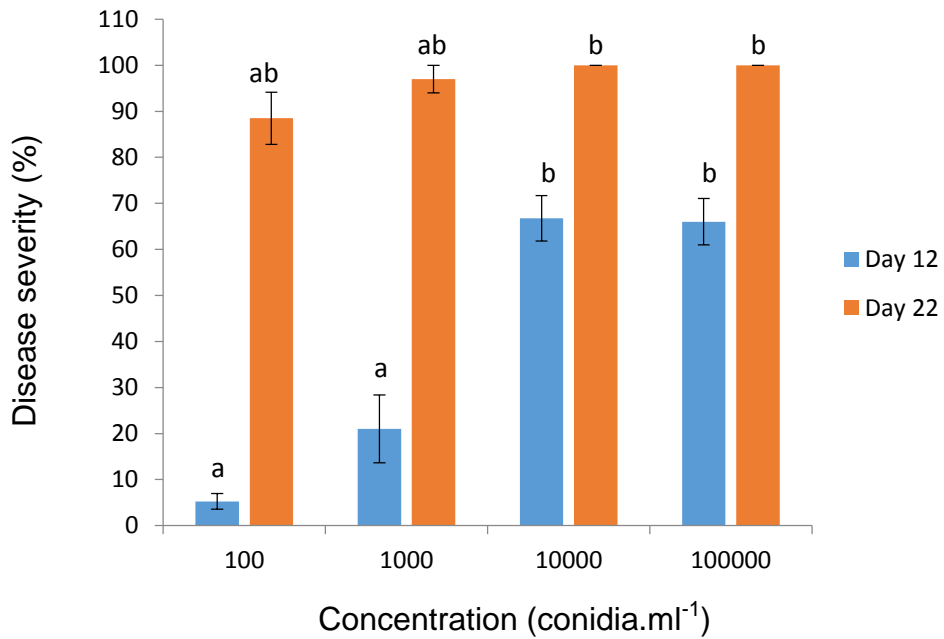 Disease severity (%)
110
100
90
80
70
60
50
40
30
20
10
0
ab
ab
b
b
a
a
b
b
100
1000
10000
100000
Concentration (conidia.ml⁻¹)
Day 12
Day 22